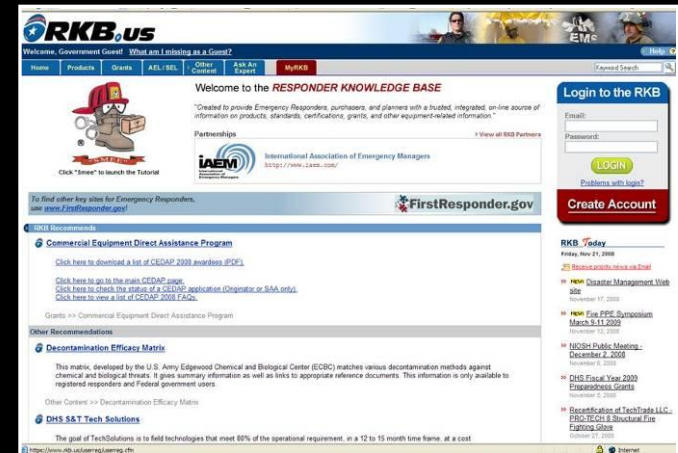 RKB.us
EMS
Welcome, Government Guest! What am I missing as a Guest?
Help
Home Products Grants AEL/SEL Other Content Ask An Expert MyRKB
Keyword Search
Welcome to the RESPONDER KNOWLEDGE BASE
"Created to provide Emergency Responders, purchasers, and planners with a trusted, integrated, on-line source of
information on products, standards, certifications, grants, and other equipment-related information."
Partnerships
View all RKB Partners
IAEM
International Association of Emergency Managers
http://www.iaem.com/
"SMEE"
Click "Smee" to launch the Tutorial
Login to the RKB
Email:
Password:
LOGIN
Problems with login?
Create Account
To find other key sites for Emergency Responders,
use www.FirstResponder.gov!
FirstResponder.gov
RKB Recommends
Commercial Equipment Direct Assistance Program
Click here to download a list of CEDAP 2008 awardees (PDF).
Click here to go to the main CEDAP page.
Click here to check the status of a CEDAP application (Originator or SAA only).
Click here to view a list of CEDAP 2008 FAQs.
Grants >> Commercial Equipment Direct Assistance Program
Other Recommendations
Decontamination Efficacy Matrix
This matrix, developed by the U.S. Army Edgewood Chemical and Biological Center (ECBC) matches various decontamination methods against
chemical and biological threats. It gives summary information as well as links to appropriate reference documents. This information is only available to
registered responders and Federal government users.
Other Content >> Decontamination Efficacy Matrix
DHS S&T Tech Solutions
The goal of TechSolutions is to field technologies that meet 80% of the operational requirement, in a 12 to 15 month time frame, at a cost
RKB Today
Friday, Nov 21, 2008
Receive priority news via Email
NEW Disaster Management Web
site
November 17, 2008
NEW Fire PPE Symposium
March 9-11 2009
November 12, 2008
NIOSH Public Meeting -
December 2, 2008
November 6, 2008
DHS Fiscal Year 2009
Preparedness Grants
November 5, 2008
Recertification of TechTrade LLC -
PRO-TECH 8 Structural Fire
Fighting Glove
October 27, 2008
https://www.rkb.us/userreg/userreg.cfm
Internet